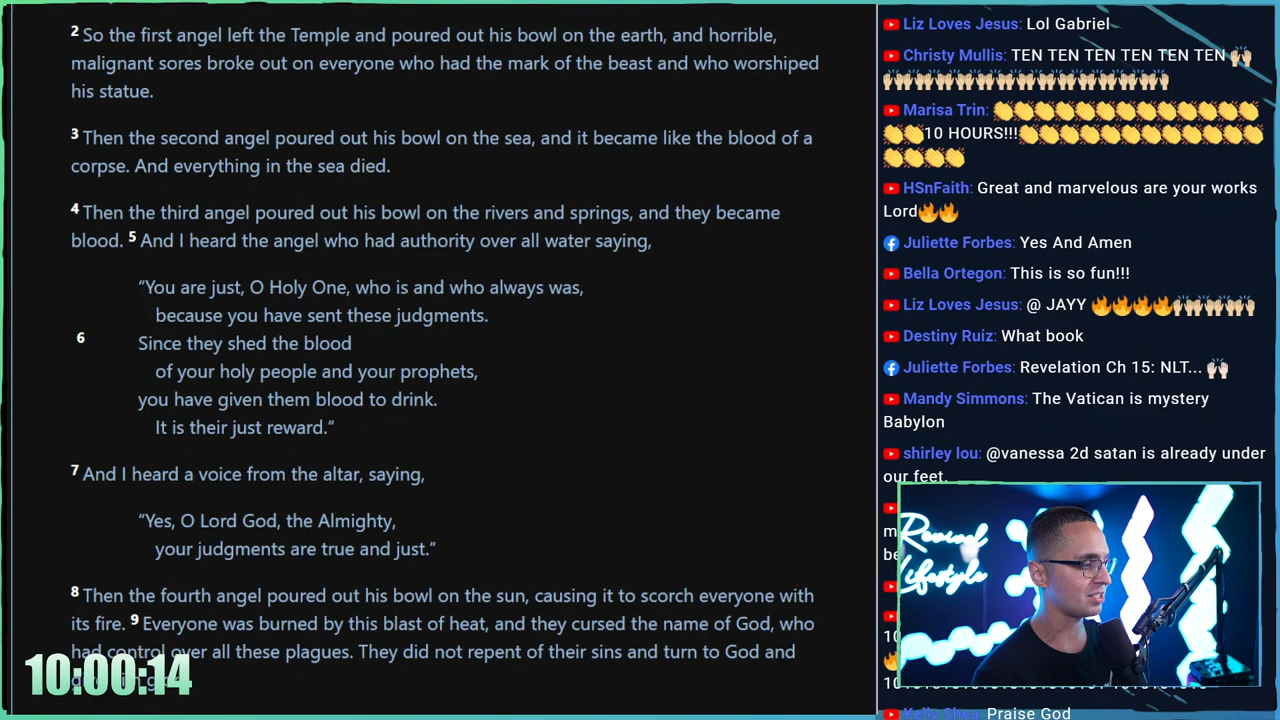 2 So the first angel left the Temple and poured out his bowl on the earth, and horrible,
malignant sores broke out on everyone who had the mark of the beast and who worshiped
his statue.
3 Then the second angel poured out his bowl on the sea, and it became like the blood of a
corpse. And everything in the sea died.
4 Then the third angel poured out his bowl on the rivers and springs, and they became
blood. 5 And I heard the angel who had authority over all water saying,
“You are just, O Holy One, who is and who always was,
because you have sent these judgments.
6 Since they shed the blood
of your holy people and your prophets,
you have given them blood to drink.
It is their just reward.”
7 And I heard a voice from the altar, saying,
“Yes, O Lord God, the Almighty,
your judgments are true and just.”
8 Then the fourth angel poured out his bowl on the sun, causing it to scorch everyone with
its fire. 9 Everyone was burned by this blast of heat, and they cursed the name of God, who
had control over all these plagues. They did not repent of their sins and turn to God and
10:00:14
Liz Loves Jesus: Lol Gabriel
Christy Mullis: TEN TEN TEN TEN TEN TEN 🙌🏼
🙌🏼🙌🏼🙌🏼🙌🏼🙌🏼🙌🏼🙌🏼🙌🏼🙌🏼🙌🏼🙌🏼🙌🏼🙌🏼🙌🏼
Marisa Trin: 👏👏👏👏👏👏👏👏👏👏👏👏👏
👏👏10 HOURS!!!👏👏👏👏👏👏👏👏👏👏👏👏
👏👏👏👏
HSnFaith: Great and marvelous are your works
Lord🔥🔥
Juliette Forbes: Yes And Amen
Bella Ortegon: This is so fun!!!
Liz Loves Jesus: @ JAYY 🔥🔥🔥🔥🙌🏼🙌🏼🙌🏼🙌🏼
Destiny Ruiz: What book
Juliette Forbes: Revelation Ch 15: NLT... 🙌🏻
Mandy Simmons: The Vatican is mystery
Babylon
shirley lou: @vanessa 2d satan is already under
our feet.
Revival
Lifestyle
Kelly Shea: Praise God